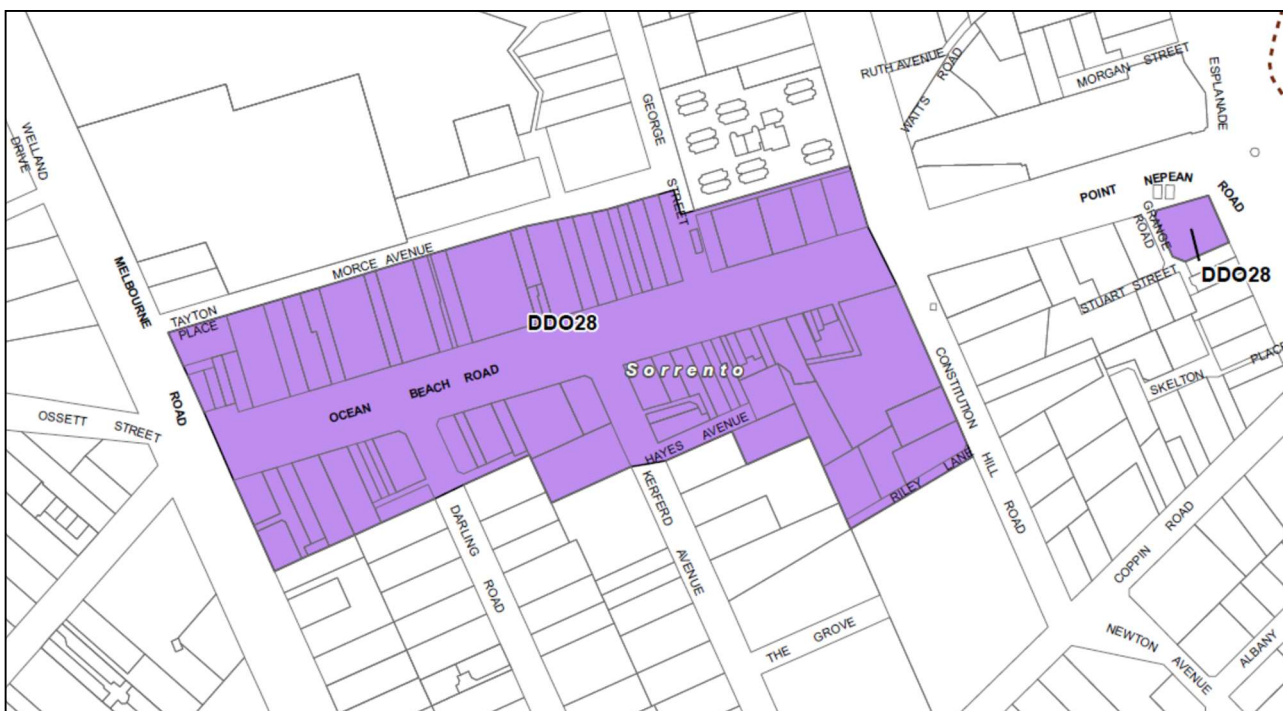 WELLAND
DRIVE
MELBOURNE
ROAD
OSSETT STREET
TAYTON
PLACE
MORCE AVENUE
GEORGE
STREET
RUTH AVENUE
WATTS ROAD
MORGAN STREET
ESPLANADE
POINT NEPEAN ROAD
GRANGE
ROAD
DDO28
STUART STREET
SKELTON PLACE
DDO28
Sorrento
OCEAN BEACH ROAD
CONSTITUTION HILL ROAD
HAYES AVENUE
RILEY LANE
KERFERD AVENUE
DARLING ROAD
THE GROVE
COPPIN ROAD
NEWTON AVENUE
ALBANY